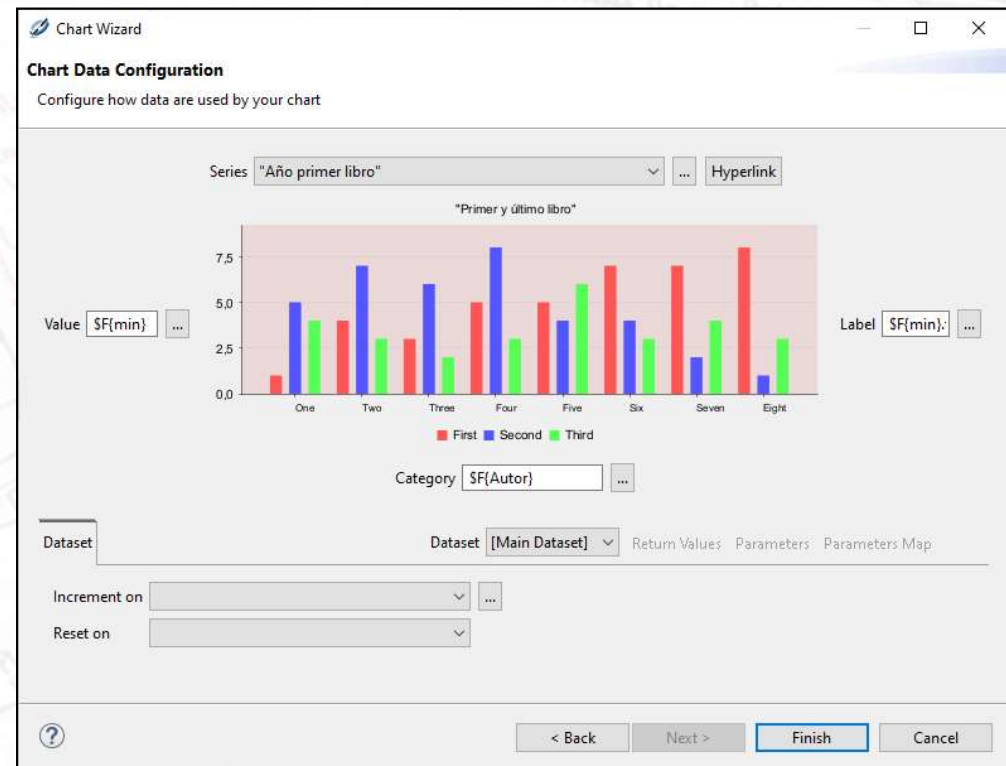 Chart Wizard
Chart Data Configuration
Configure how data are used by your chart
Series "Año primer libro" ... Hyperlink
"Primer y último libro"
7,5
5,0
2,5
0,0
Value $F{min} ...
Label $F{min}. ...
One Two Three Four Five Six Seven Eight
First Second Third
Category $F{Autor} ...
Dataset Dataset [Main Dataset] Return Values Parameters Parameters Map
Increment on ...
Reset on
? < Back Next > Finish Cancel